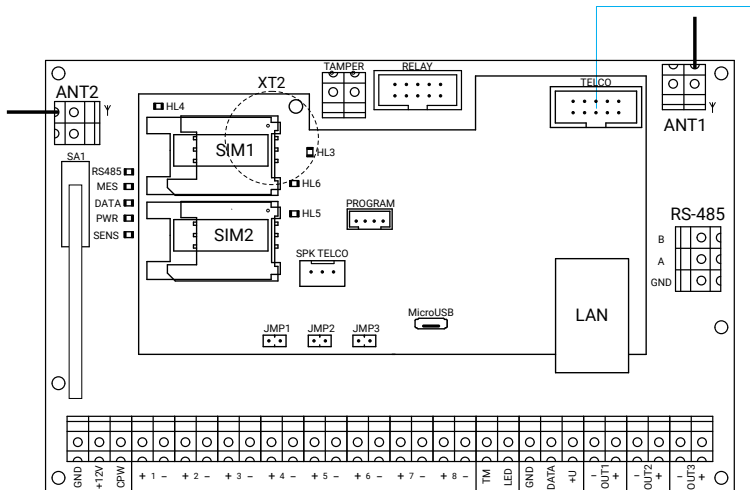 TAMPER
RELAY
XT2
TELCO
ANT2
HL4
ANT1
SIM1
SA1
HL3
RS485
MES
HL6
DATA
PROGRAM
PWR
HL5
RS-485
SENS
SIM2
B
SPK TELCO
A
GND
MicroUSB
LAN
JMP1 JMP2 JMP3
GND +12V CPW + 1 - + 2 - + 3 - + 4 - + 5 - + 6 - + 7 - + 8 - TM LED GND DATA +U - OUT1 + - OUT2 + - OUT3 +